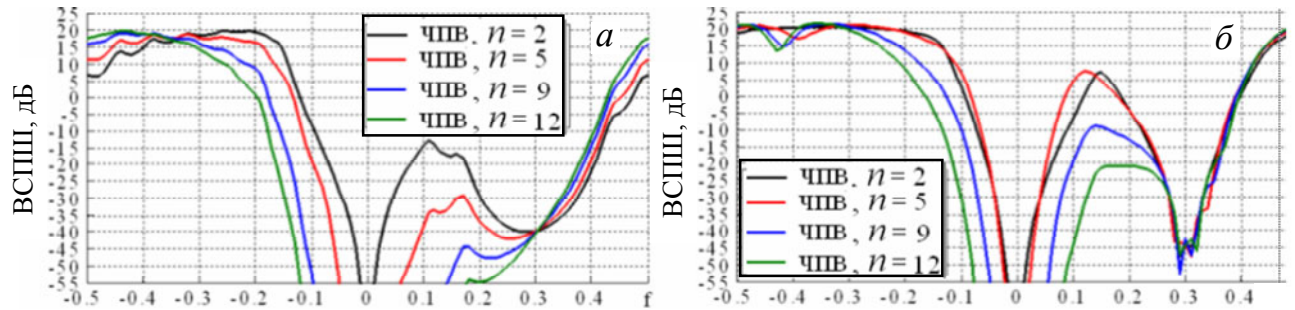 25
20
15
10
5
0
-5
-10
-15
-20
-25
-30
-35
-40
-45
-50
-55
ВСПШ, дБ
-0.5 -0.4 -0.3 -0.2 -0.1 0 0.1 0.2 0.3 0.4 f
ЧПВ, n = 2
ЧПВ, n = 5
ЧПВ, n = 9
ЧПВ, n = 12
а
25
20
15
10
5
0
-5
-10
-15
-20
-25
-30
-35
-40
-45
-50
-55
ВСПШ, дБ
-0.5 -0.4 -0.3 -0.2 -0.1 0 0.1 0.2 0.3 0.4
ЧПВ, n = 2
ЧПВ, n = 5
ЧПВ, n = 9
ЧПВ, n = 12
б